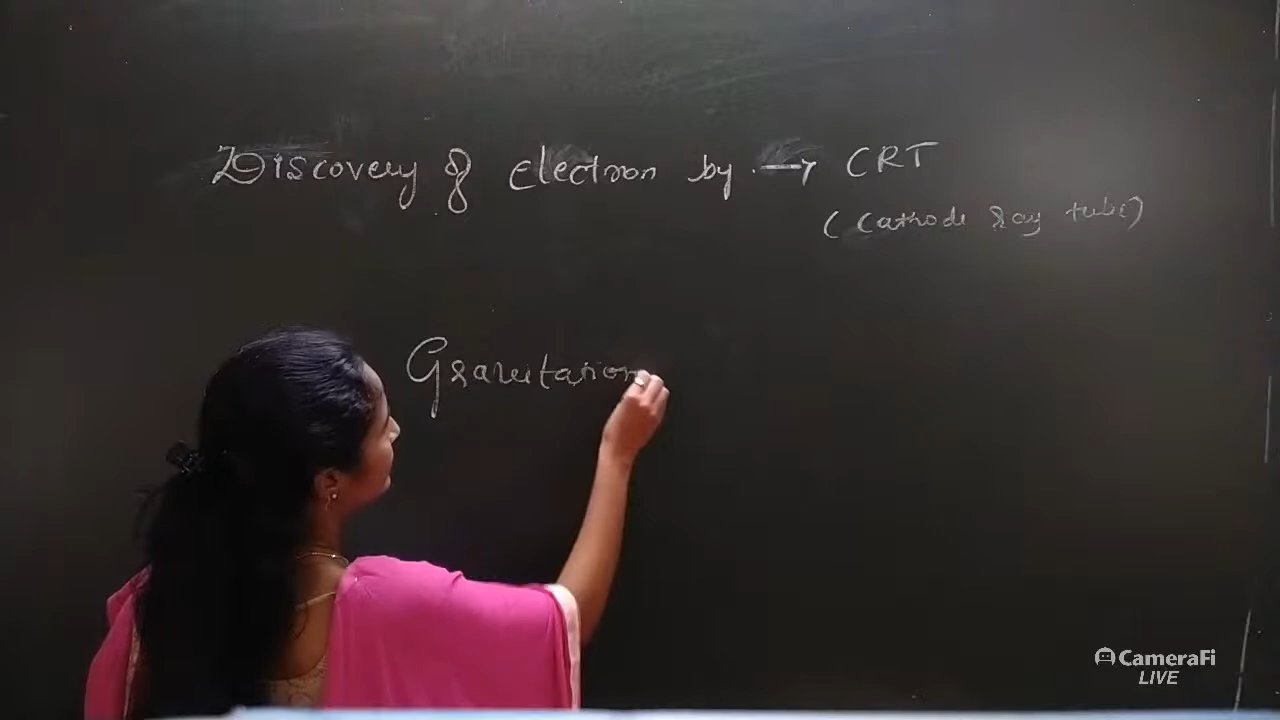 Discovery of electron by → CRT
(Cathode ray tube)
Gravitation
CameraFi
LIVE